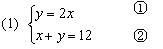 (1) { y = 2x ①
x + y = 12 ②